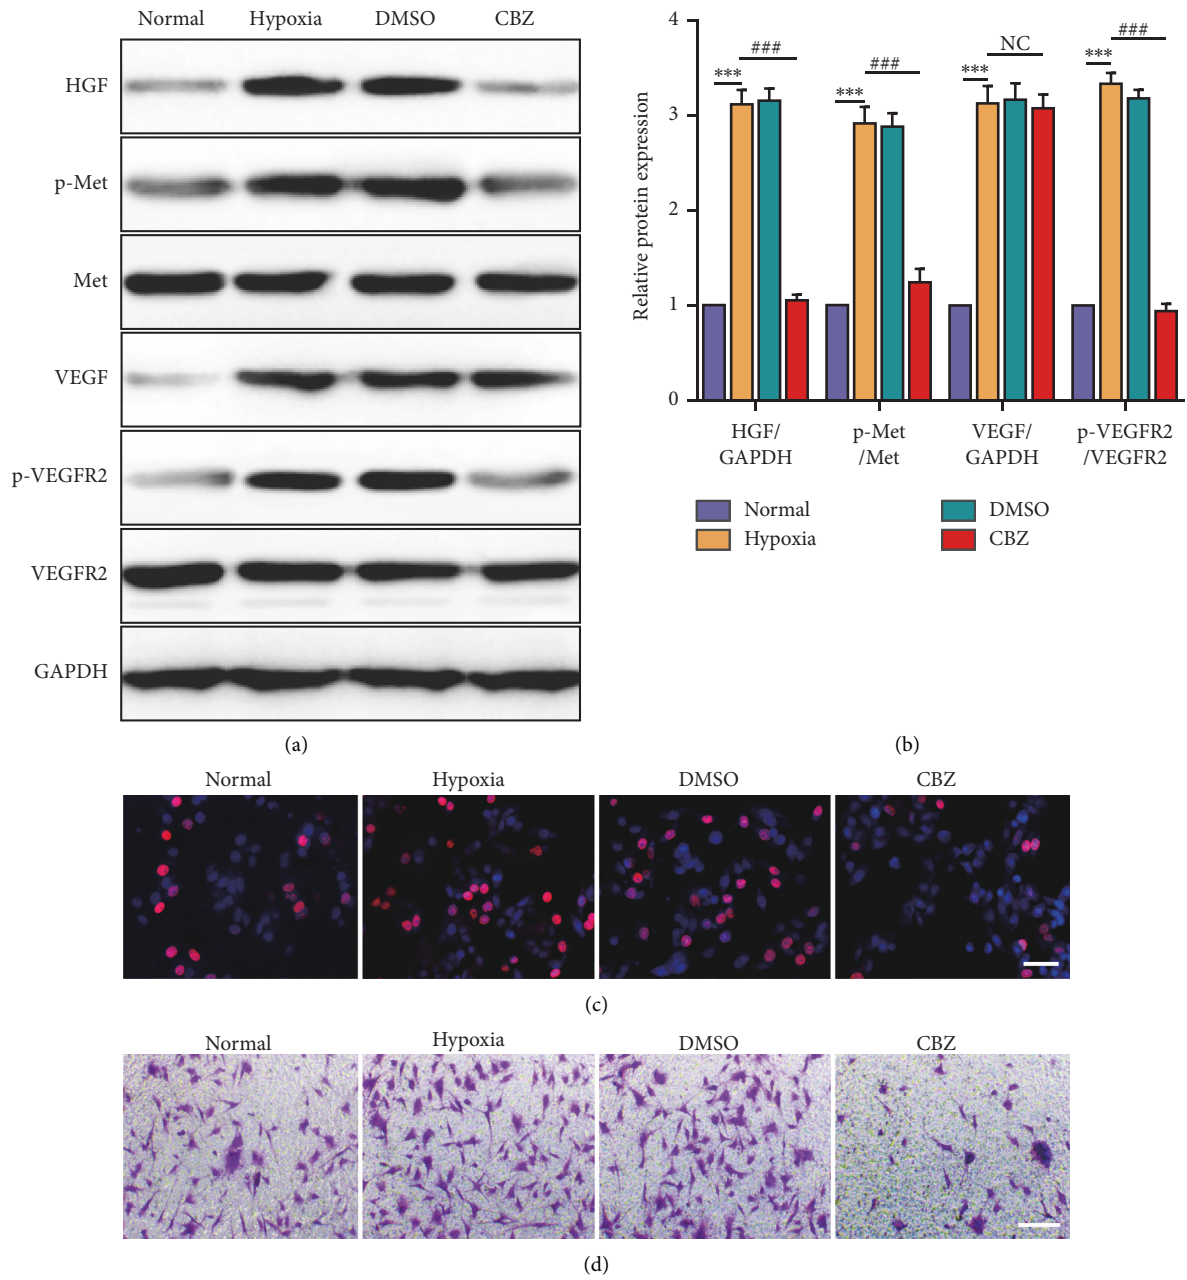 Normal Hypoxia DMSO CBZ
HGF
p-Met
Met
VEGF
p-VEGFR2
VEGFR2
GAPDH
(a)
4
3
2
1
0
Relative protein expression
*** ###
*** ###
*** NC
*** ###
HGF/
GAPDH
p-Met
/Met
VEGF/
GAPDH
p-VEGFR2
/VEGFR2
Normal DMSO
Hypoxia CBZ
(b)
Normal Hypoxia DMSO CBZ
(c)
Normal Hypoxia DMSO CBZ
(d)